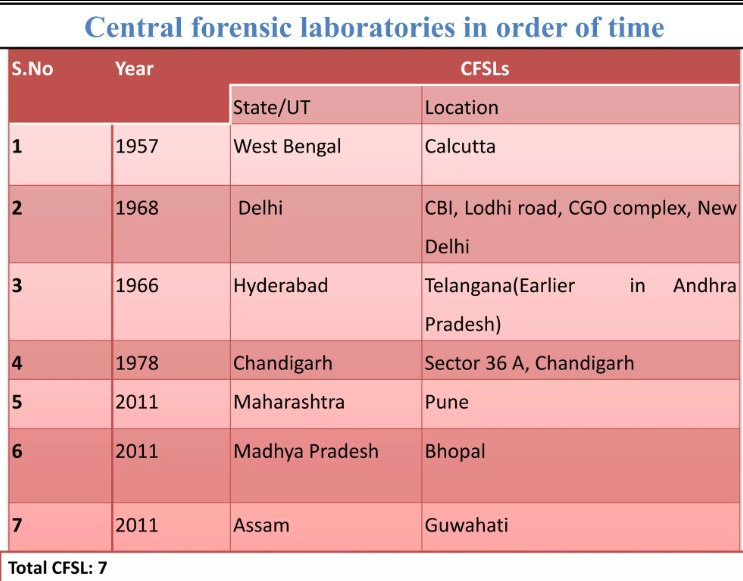 Central forensic laboratories in order of time
S.No Year CFSLs
State/UT Location
1 1957 West Bengal Calcutta
2 1968 Delhi CBI, Lodhi road, CGO complex, New
Delhi
3 1966 Hyderabad Telangana(Earlier in Andhra
Pradesh)
4 1978 Chandigarh Sector 36 A, Chandigarh
5 2011 Maharashtra Pune
6 2011 Madhya Pradesh Bhopal
7 2011 Assam Guwahati
Total CFSL: 7